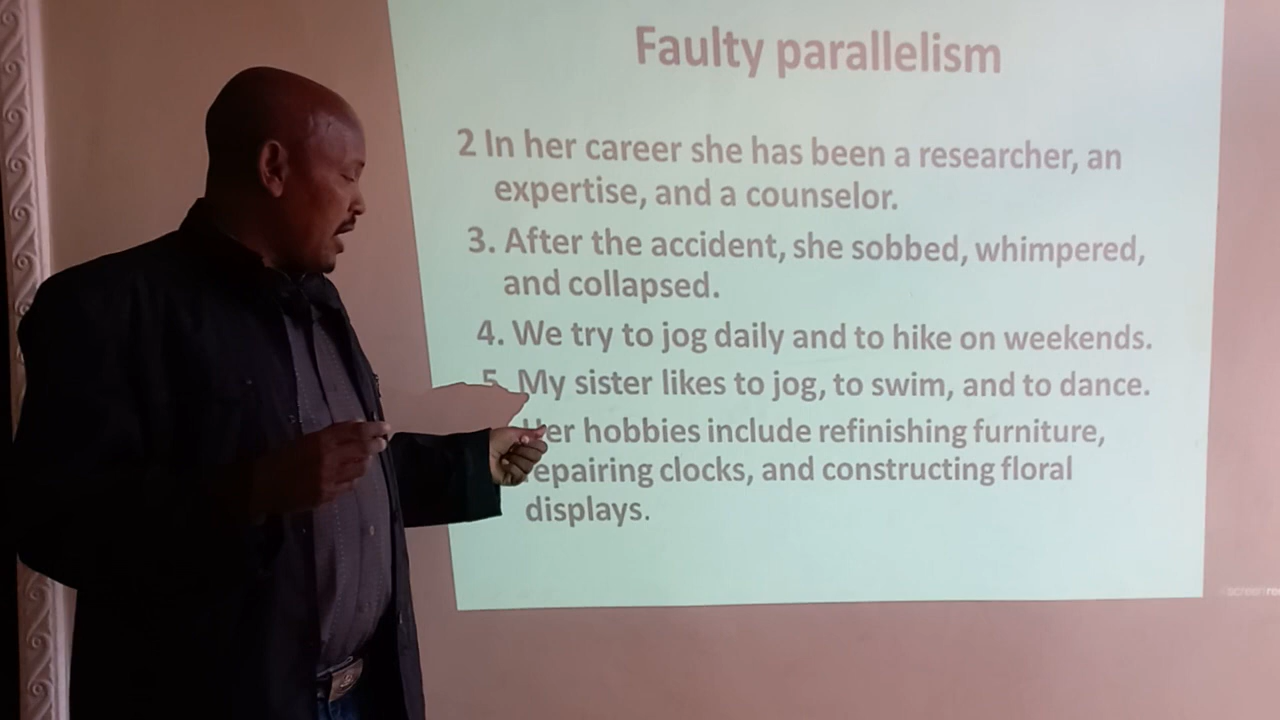 Faulty parallelism
2 In her career she has been a researcher, an
expertise, and a counselor.
3. After the accident, she sobbed, whimpered,
and collapsed.
4. We try to jog daily and to hike on weekends.
5. My sister likes to jog, to swim, and to dance.
Her hobbies include refinishing furniture,
repairing clocks, and constructing floral
displays.